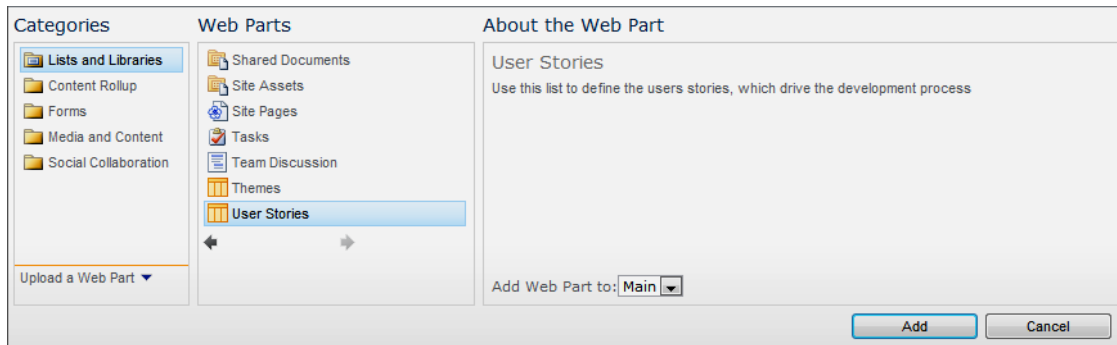 Categories
Lists and Libraries
Content Rollup
Forms
Media and Content
Social Collaboration
Upload a Web Part
Web Parts
Shared Documents
Site Assets
Site Pages
Tasks
Team Discussion
Themes
User Stories
About the Web Part
User Stories
Use this list to define the users stories, which drive the development process
Add Web Part to: Main
Add
Cancel